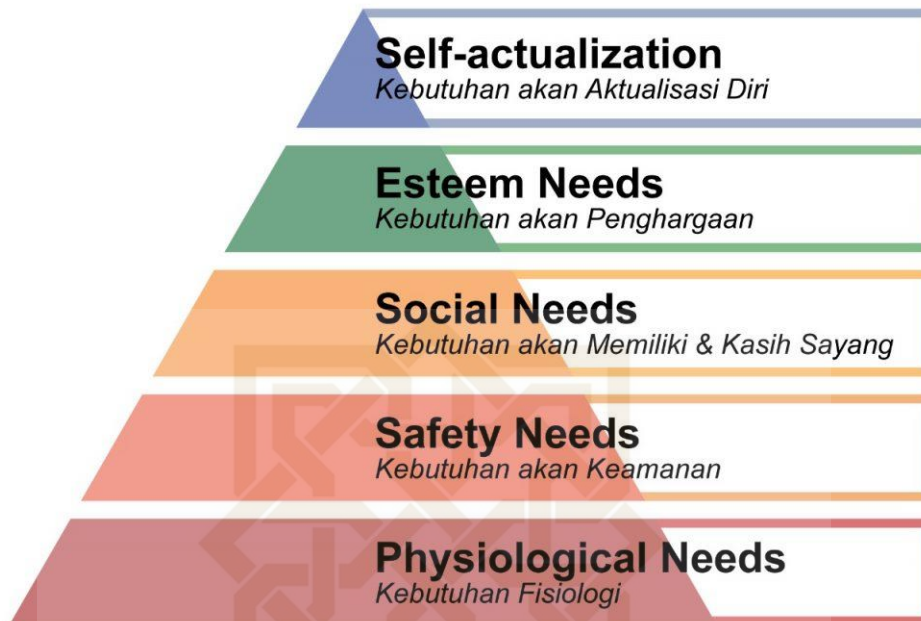 Self-actualization
Kebutuhan akan Aktualisasi Diri
Esteem Needs
Kebutuhan akan Penghargaan
Social Needs
Kebutuhan akan Memiliki & Kasih Sayang
Safety Needs
Kebutuhan akan Keamanan
Physiological Needs
Kebutuhan Fisiologi